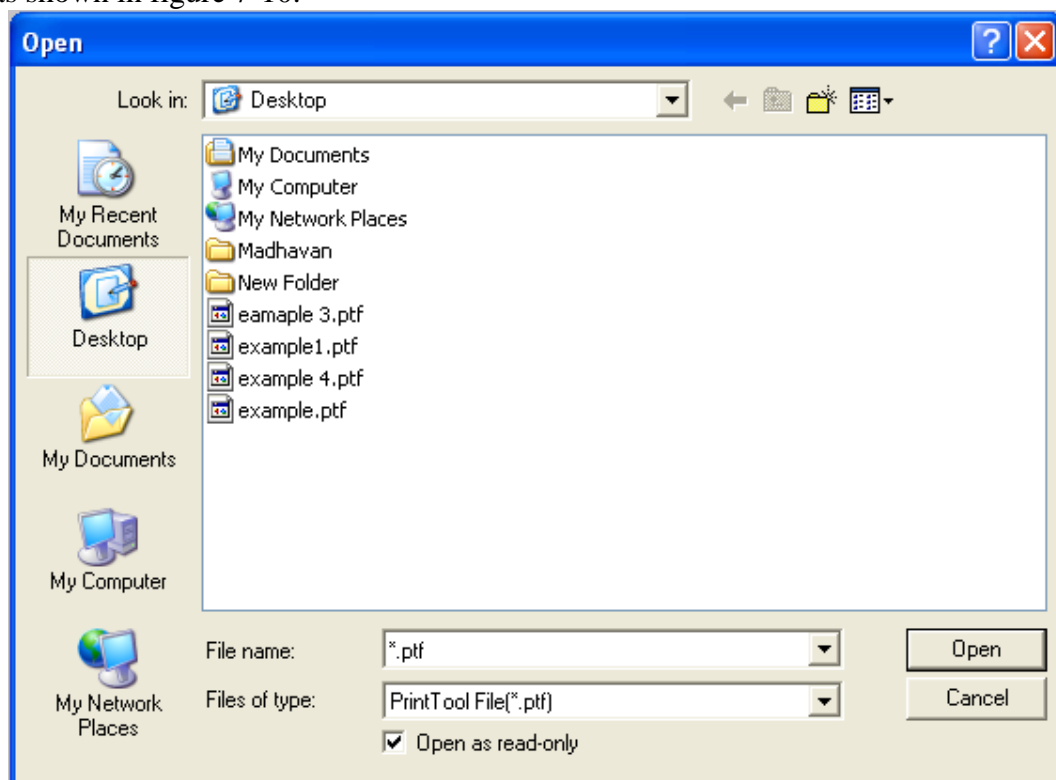 as shown in figure 7-10.
Open
Look in:
Desktop
My Recent
Documents
Desktop
My Documents
My Computer
My Network
Places
My Documents
My Computer
My Network Places
Madhavan
New Folder
eamaple 3.ptf
example1.ptf
example 4.ptf
example.ptf
File name:
*.ptf
Open
Files of type:
PrintTool File(*.ptf)
Cancel
Open as read-only